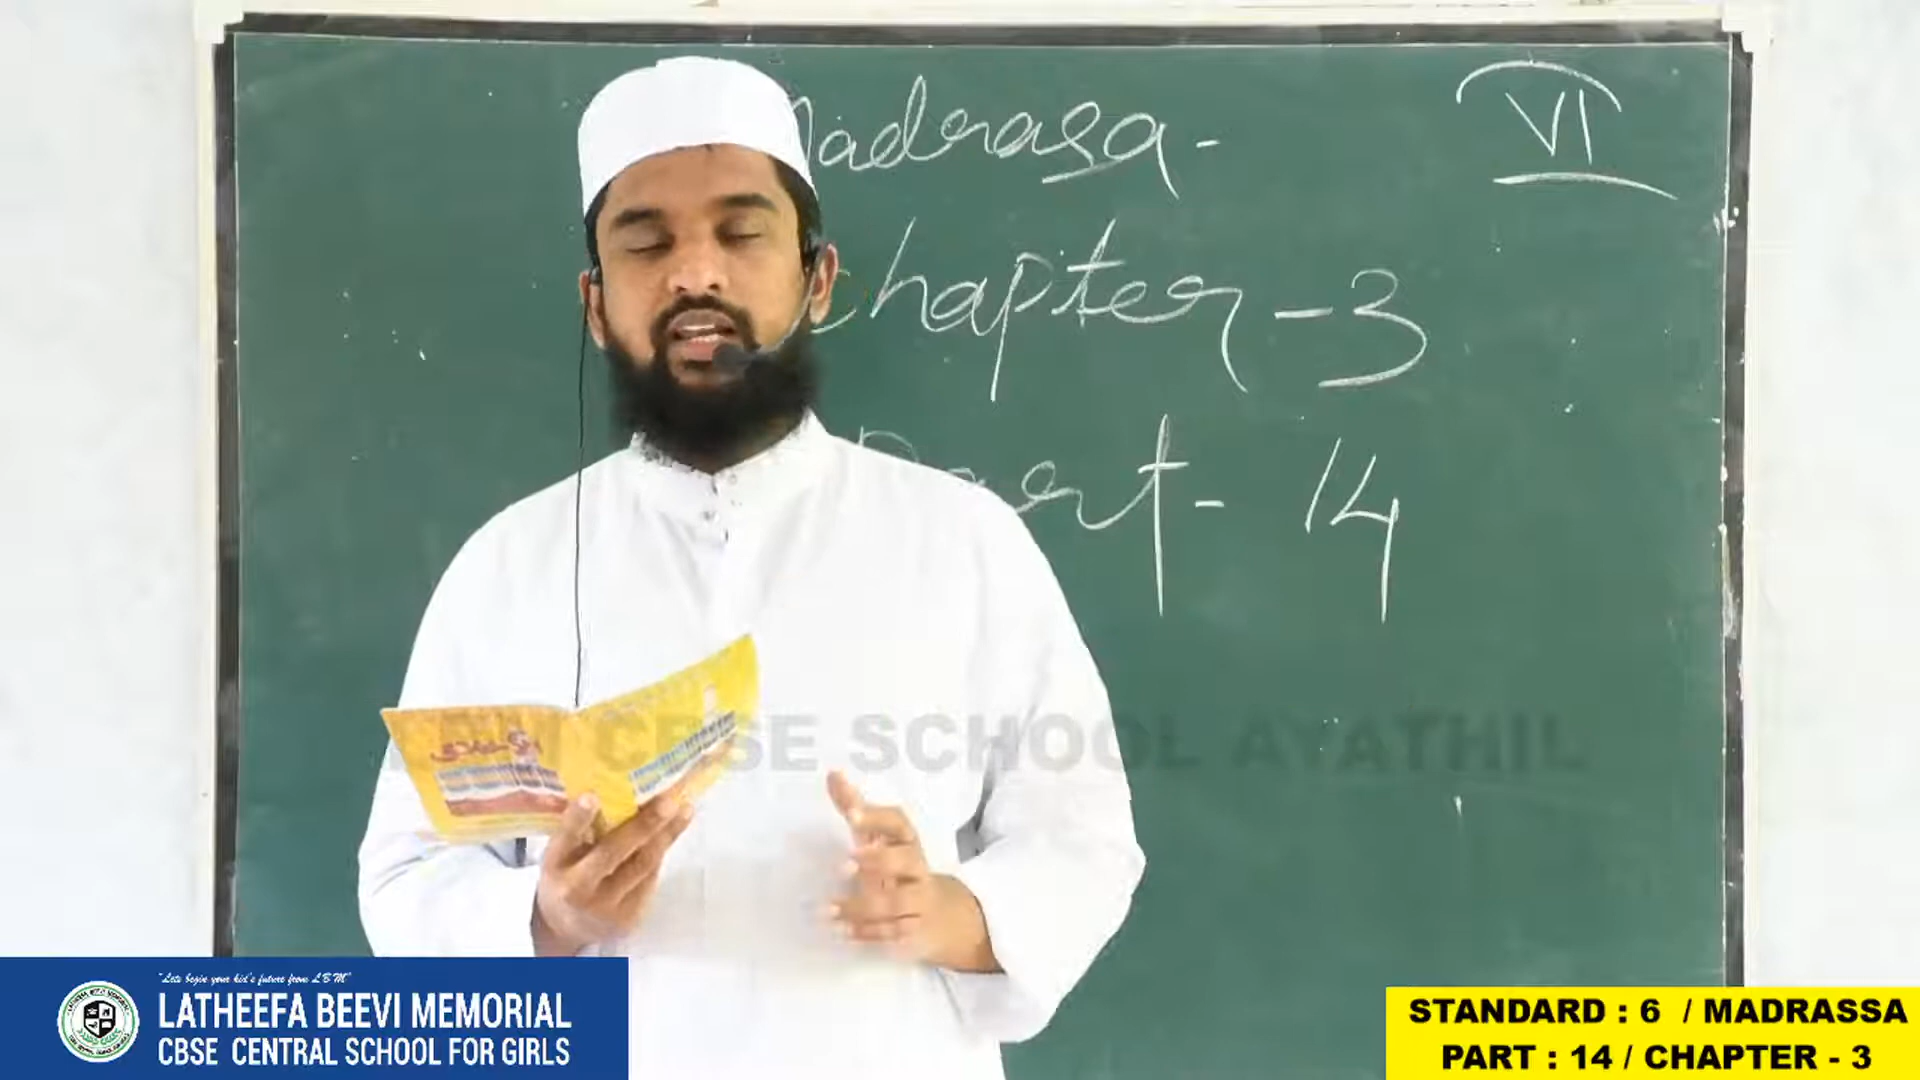 Madrasa -
VI
Chapter - 3
Part - 14
LBM CBSE SCHOOL AYATHIL
"Lets begin your kid's future from L B M"
LATHEEFA BEEVI MEMORIAL
CBSE CENTRAL SCHOOL FOR GIRLS
STANDARD : 6 / MADRASSA
PART : 14 / CHAPTER - 3